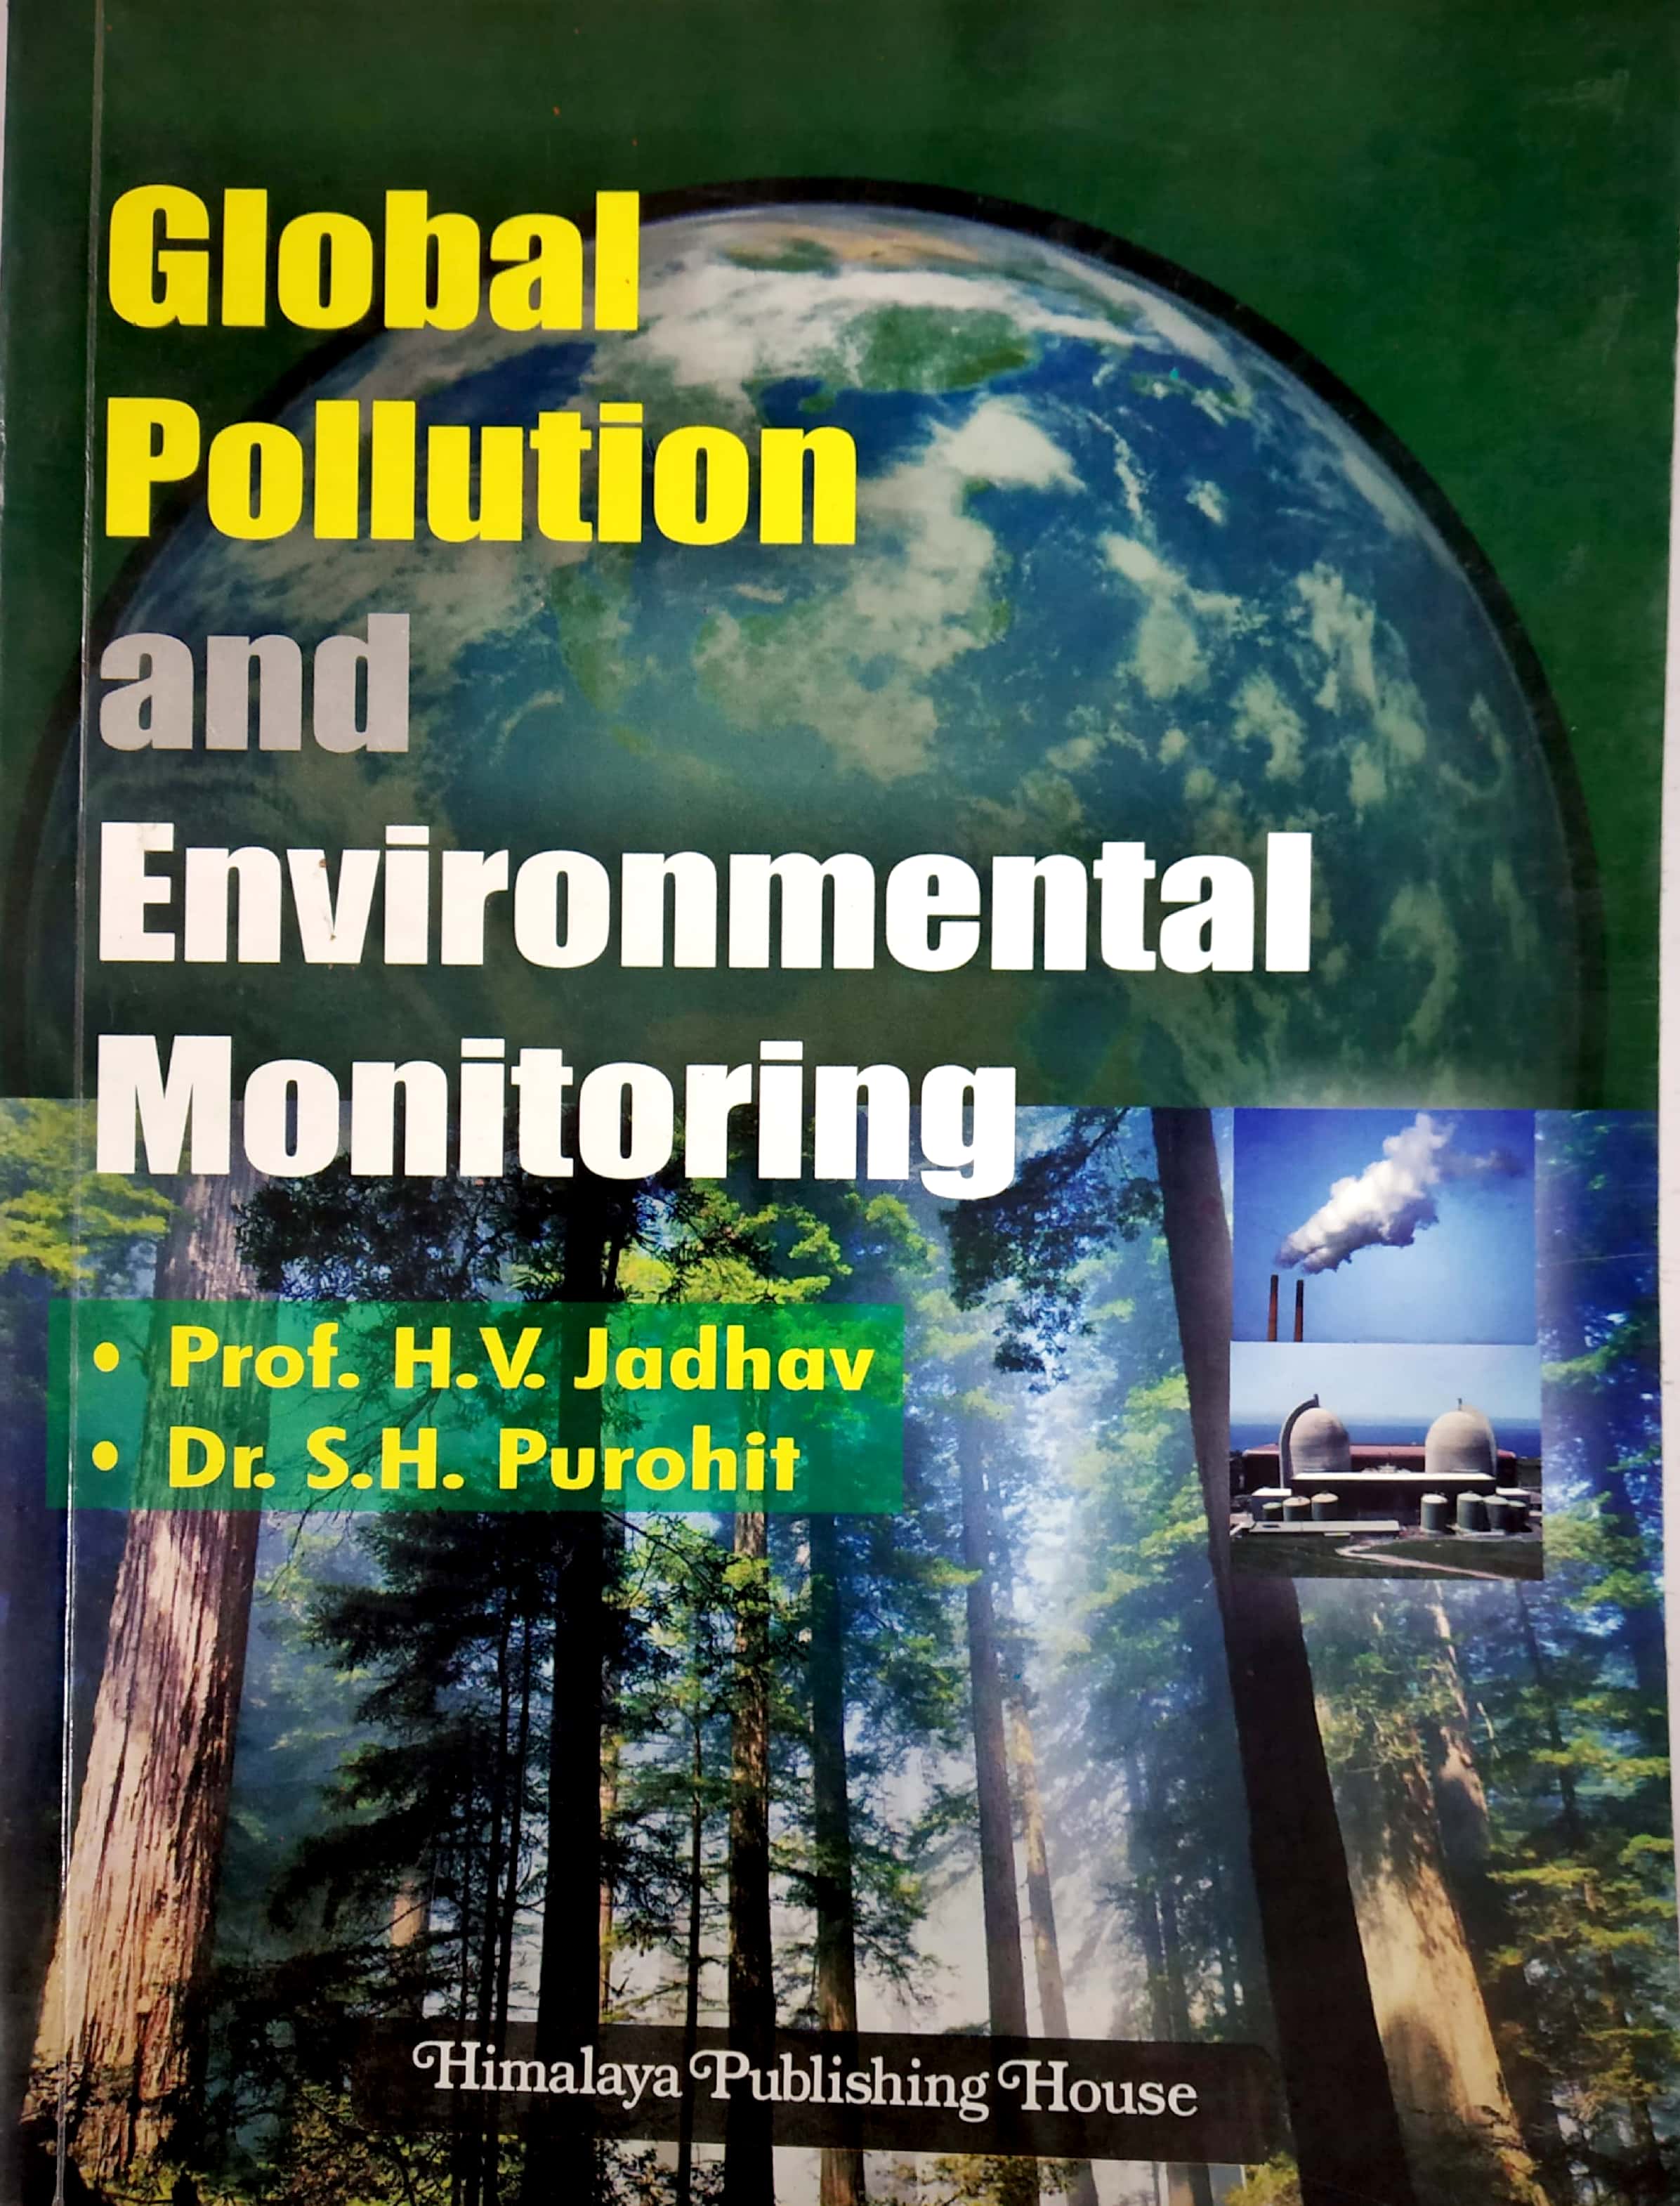 Global
Pollution
and
Environmental
Monitoring
• Prof. H.V. Jadhav
• Dr. S.H. Purohit
Himalaya Publishing House